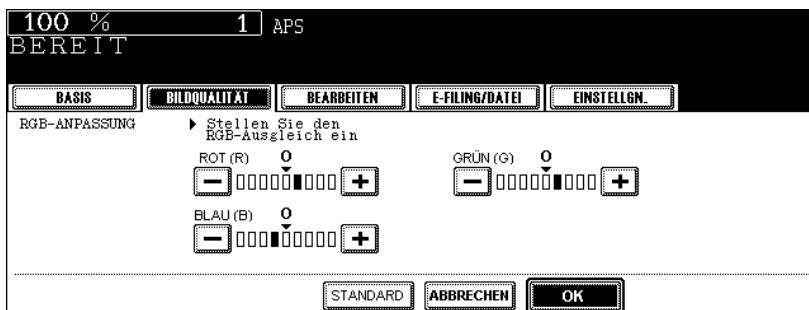 100 % 1 APS
BEREIT
BASIS BILDQUALITÄT BEARBEITEN E-FILING/DATEI EINSTELLGN.
RGB-ANPASSUNG Stellen Sie den
RGB-Ausgleich ein
ROT (R) 0 GRÜN (G) 0
BLAU (B) 0
STANDARD ABBRECHEN OK